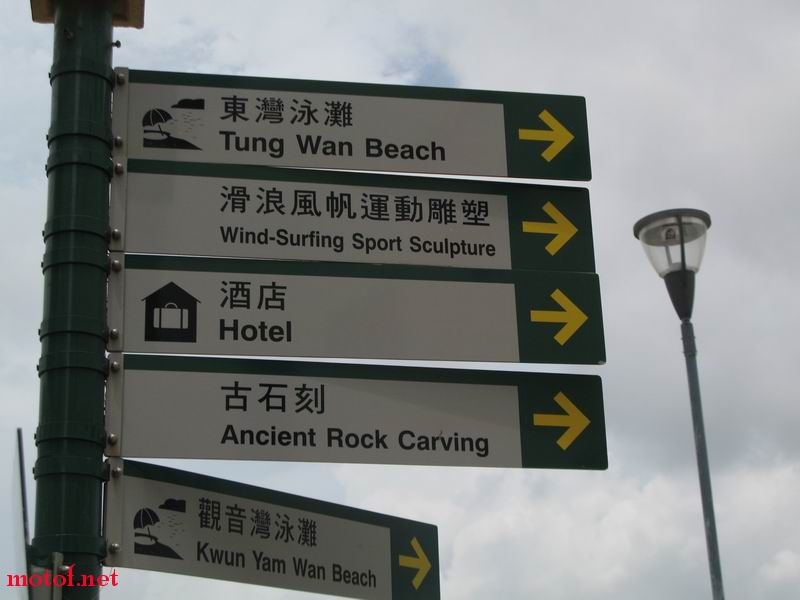 東灣泳灘
Tung Wan Beach
滑浪風帆運動雕塑
Wind-Surfing Sport Sculpture
酒店
Hotel
古石刻
Ancient Rock Carving
觀音灣泳灘
Kwun Yam Wan Beach
motof.net